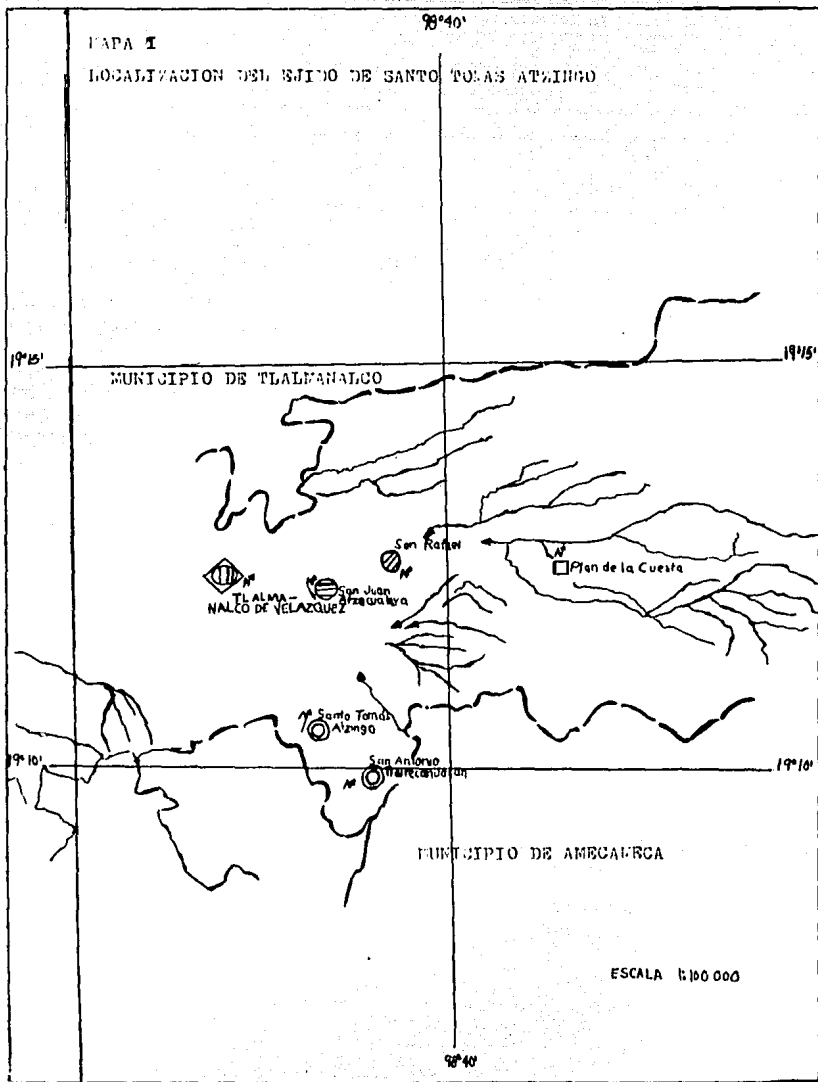 98°40'
MAPA I
LOCALIZACION DEL EJIDO DE SANTO TOMAS ATZINGO
19°15'
19°15'
MUNICIPIO DE TLALMANALCO
San Rafael
Plan de la Cuesta
TLALMA-
NALCO DE VELAZQUEZ
San Juan
Santo Tomás
Atzingo
19°10'
19°10'
San Antonio
MUNICIPIO DE AMECAMECA
ESCALA 1:100 000
98°40'